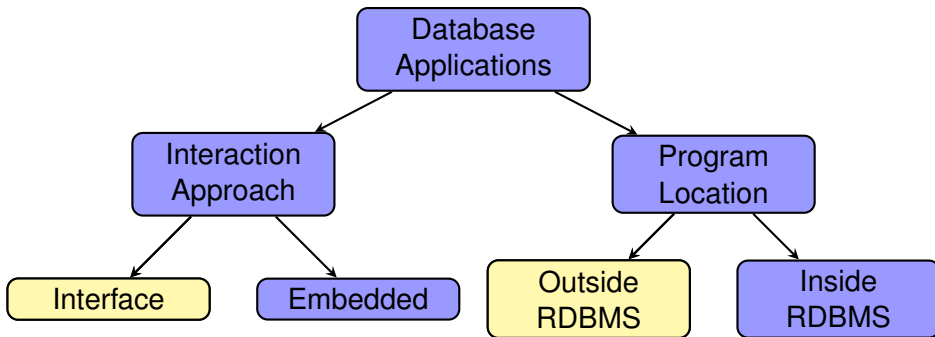 Database
Applications
Interaction
Approach
Program
Location
Interface
Embedded
Outside
RDBMS
Inside
RDBMS